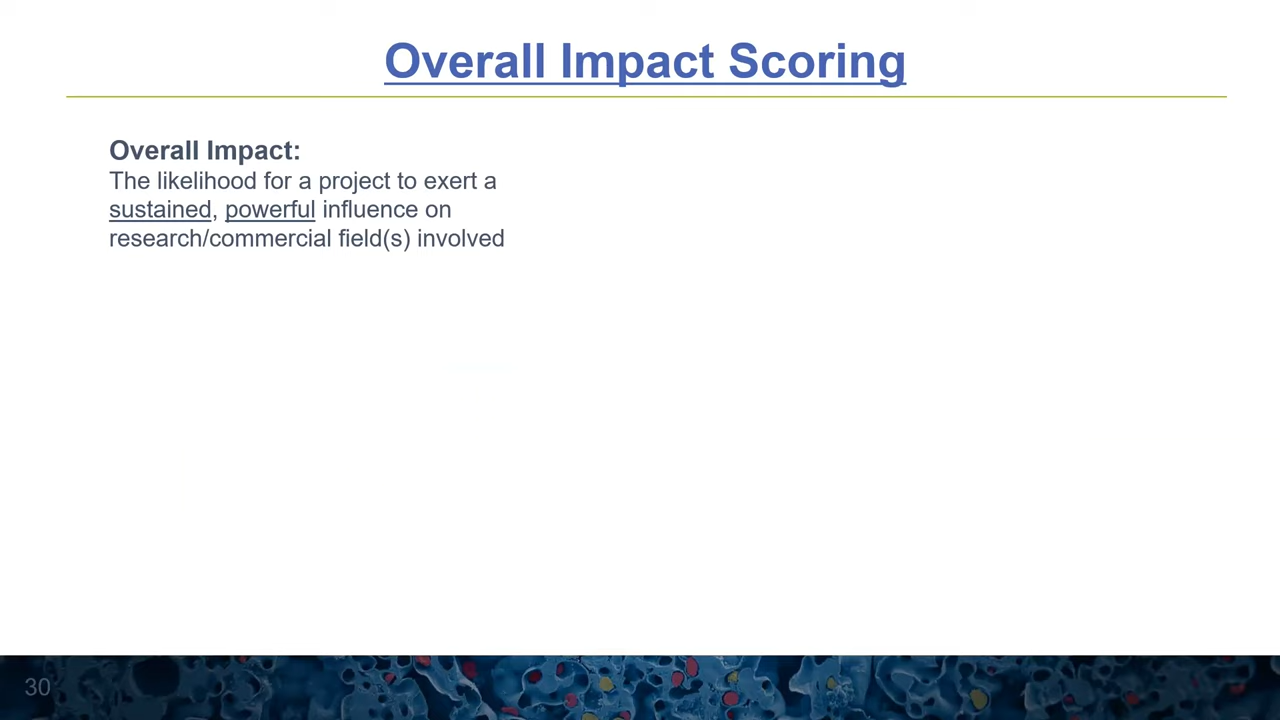 Overall Impact Scoring
Overall Impact:
The likelihood for a project to exert a
sustained, powerful influence on
research/commercial field(s) involved
30